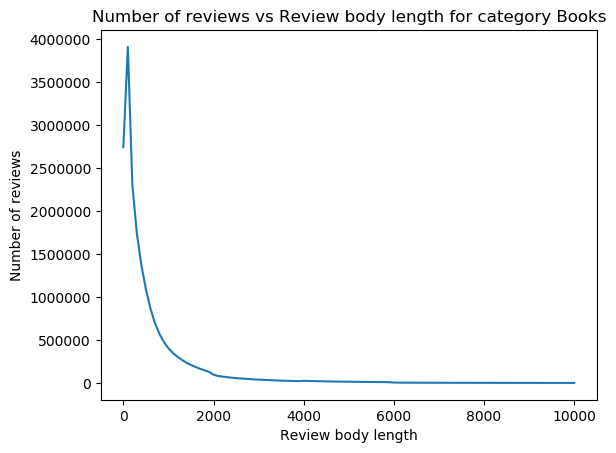 Number of reviews vs Review body length for category Books
4000000
3500000
3000000
2500000
2000000
1500000
1000000
500000
0
Number of reviews
0 2000 4000 6000 8000 10000
Review body length